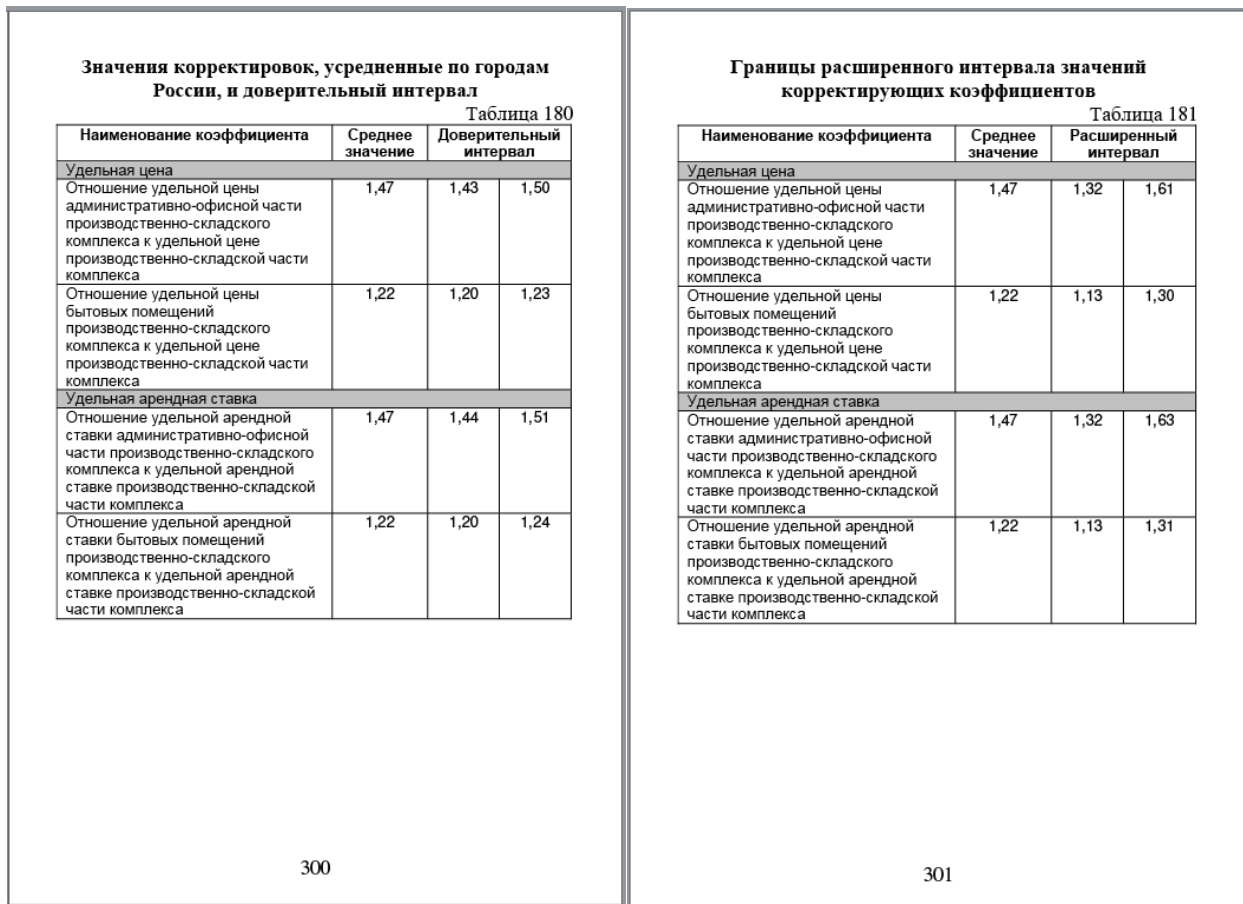 Значения корректировок, усредненные по городам
России, и доверительный интервал
Таблица 180
Наименование коэффициента Среднее значение Доверительный интервал
Удельная цена
Отношение удельной цены 1,47 1,43 1,50
административно-офисной части
производственно-складского
комплекса к удельной цене
производственно-складской части
комплекса
Отношение удельной цены 1,22 1,20 1,23
бытовых помещений
производственно-складского
комплекса к удельной цене
производственно-складской части
комплекса
Удельная арендная ставка
Отношение удельной арендной 1,47 1,44 1,51
ставки административно-офисной
части производственно-складского
комплекса к удельной арендной
ставке производственно-складской
части комплекса
Отношение удельной арендной 1,22 1,20 1,24
ставки бытовых помещений
производственно-складского
комплекса к удельной арендной
ставке производственно-складской
части комплекса
300
Границы расширенного интервала значений
корректирующих коэффициентов
Таблица 181
Наименование коэффициента Среднее значение Расширенный интервал
Удельная цена
Отношение удельной цены 1,47 1,32 1,61
административно-офисной части
производственно-складского
комплекса к удельной цене
производственно-складской части
комплекса
Отношение удельной цены 1,22 1,13 1,30
бытовых помещений
производственно-складского
комплекса к удельной цене
производственно-складской части
комплекса
Удельная арендная ставка
Отношение удельной арендной 1,47 1,32 1,63
ставки административно-офисной
части производственно-складского
комплекса к удельной арендной
ставке производственно-складской
части комплекса
Отношение удельной арендной 1,22 1,13 1,31
ставки бытовых помещений
производственно-складского
комплекса к удельной арендной
ставке производственно-складской
части комплекса
301